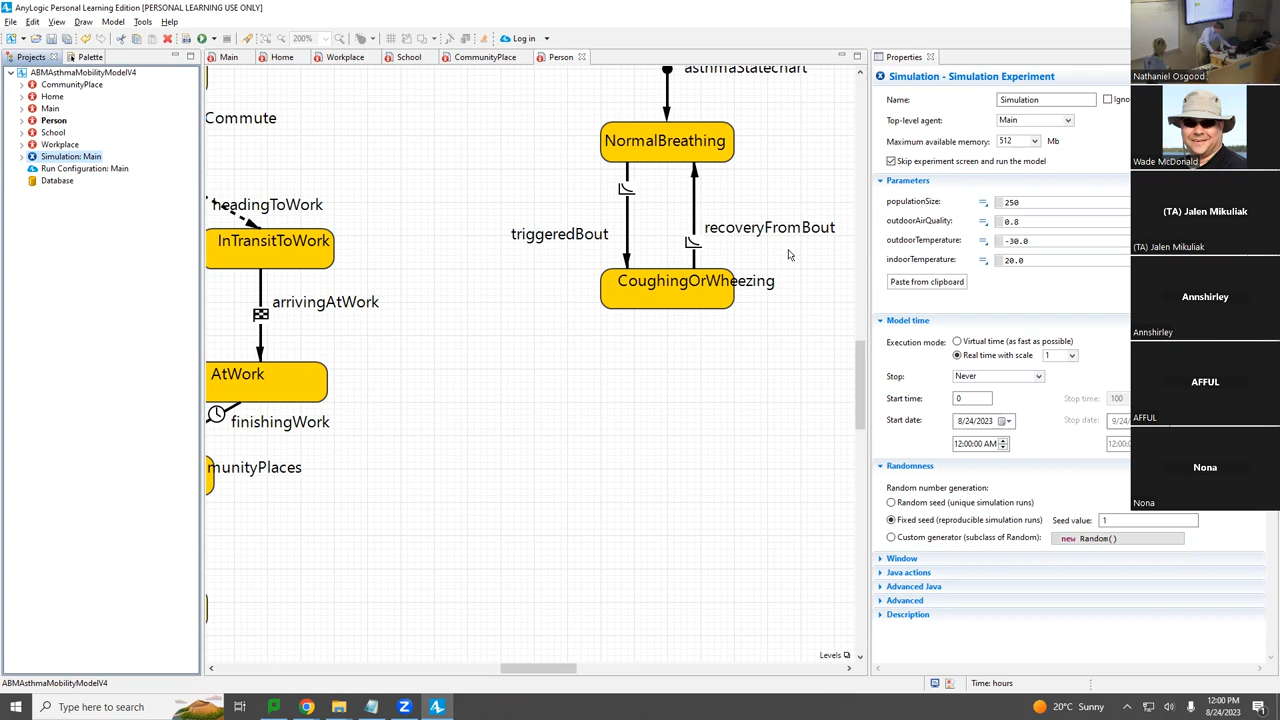 AnyLogic Personal Learning Edition [PERSONAL LEARNING USE ONLY]
File Edit View Draw Model Tools Help
200%
Log in
Projects
Palette
Main
Home
Workplace
School
CommunityPlace
Person
Properties
ABMAsthmaMobilityModelV4
CommunityPlace
Home
Main
Person
School
Workplace
Simulation: Main
Run Configuration: Main
Database
asthmaStatechart
Commute
NormalBreathing
headingToWork
InTransitToWork
triggeredBout
recoveryFromBout
CoughingOrWheezing
arrivingAtWork
AtWork
finishingWork
munityPlaces
Levels
Simulation - Simulation Experiment
Name: Simulation Igno
Top-level agent: Main
Maximum available memory: 512 Mb
Skip experiment screen and run the model
Parameters
populationSize: 250
outdoorAirQuality: 0.8
outdoorTemperature: -30.0
indoorTemperature: 20.0
Paste from clipboard
Model time
Execution mode: Virtual time (as fast as possible)
Real time with scale 1
Stop: Never
Start time: 0 Stop time: 100
Start date: 8/24/2023 9/24/
12:00:00 AM 12:00:
Randomness
Random number generation:
Random seed (unique simulation runs)
Fixed seed (reproducible simulation runs) Seed value: 1
Custom generator (subclass of Random): new Random()
Window
Java actions
Advanced Java
Advanced
Description
Nathaniel Osgood
Wade McDonald
(TA) Jalen Mikuliak
(TA) Jalen Mikuliak
Annshirley
Annshirley
AFFUL
AFFUL
Nona
Nona
ABMAsthmaMobilityModelV4
Time: hours
Type here to search
20°C Sunny
12:00 PM
8/24/2023